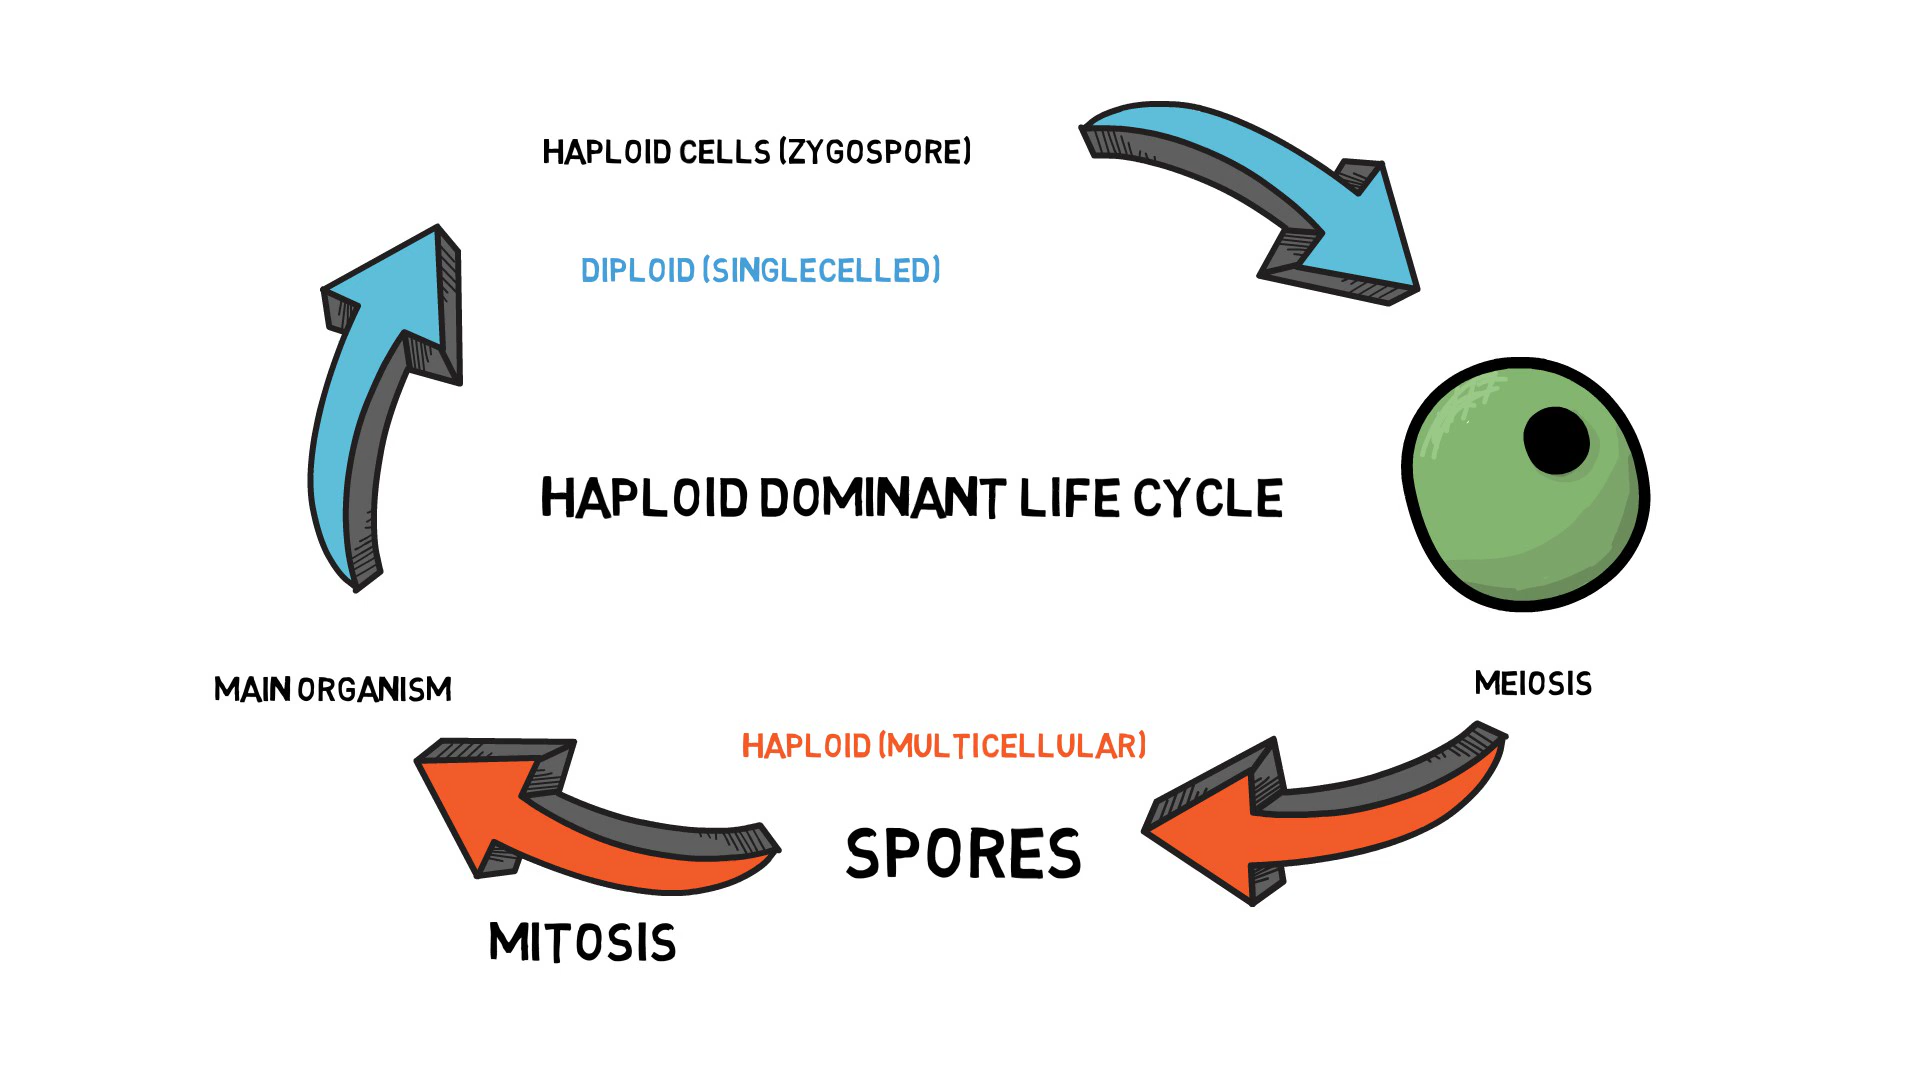 HAPLOID CELLS (ZYGOSPORE)
DIPLOID (SINGLECELLED)
HAPLOID DOMINANT LIFE CYCLE
MAIN ORGANISM
MEIOSIS
HAPLOID (MULTICELLULAR)
SPORES
MITOSIS